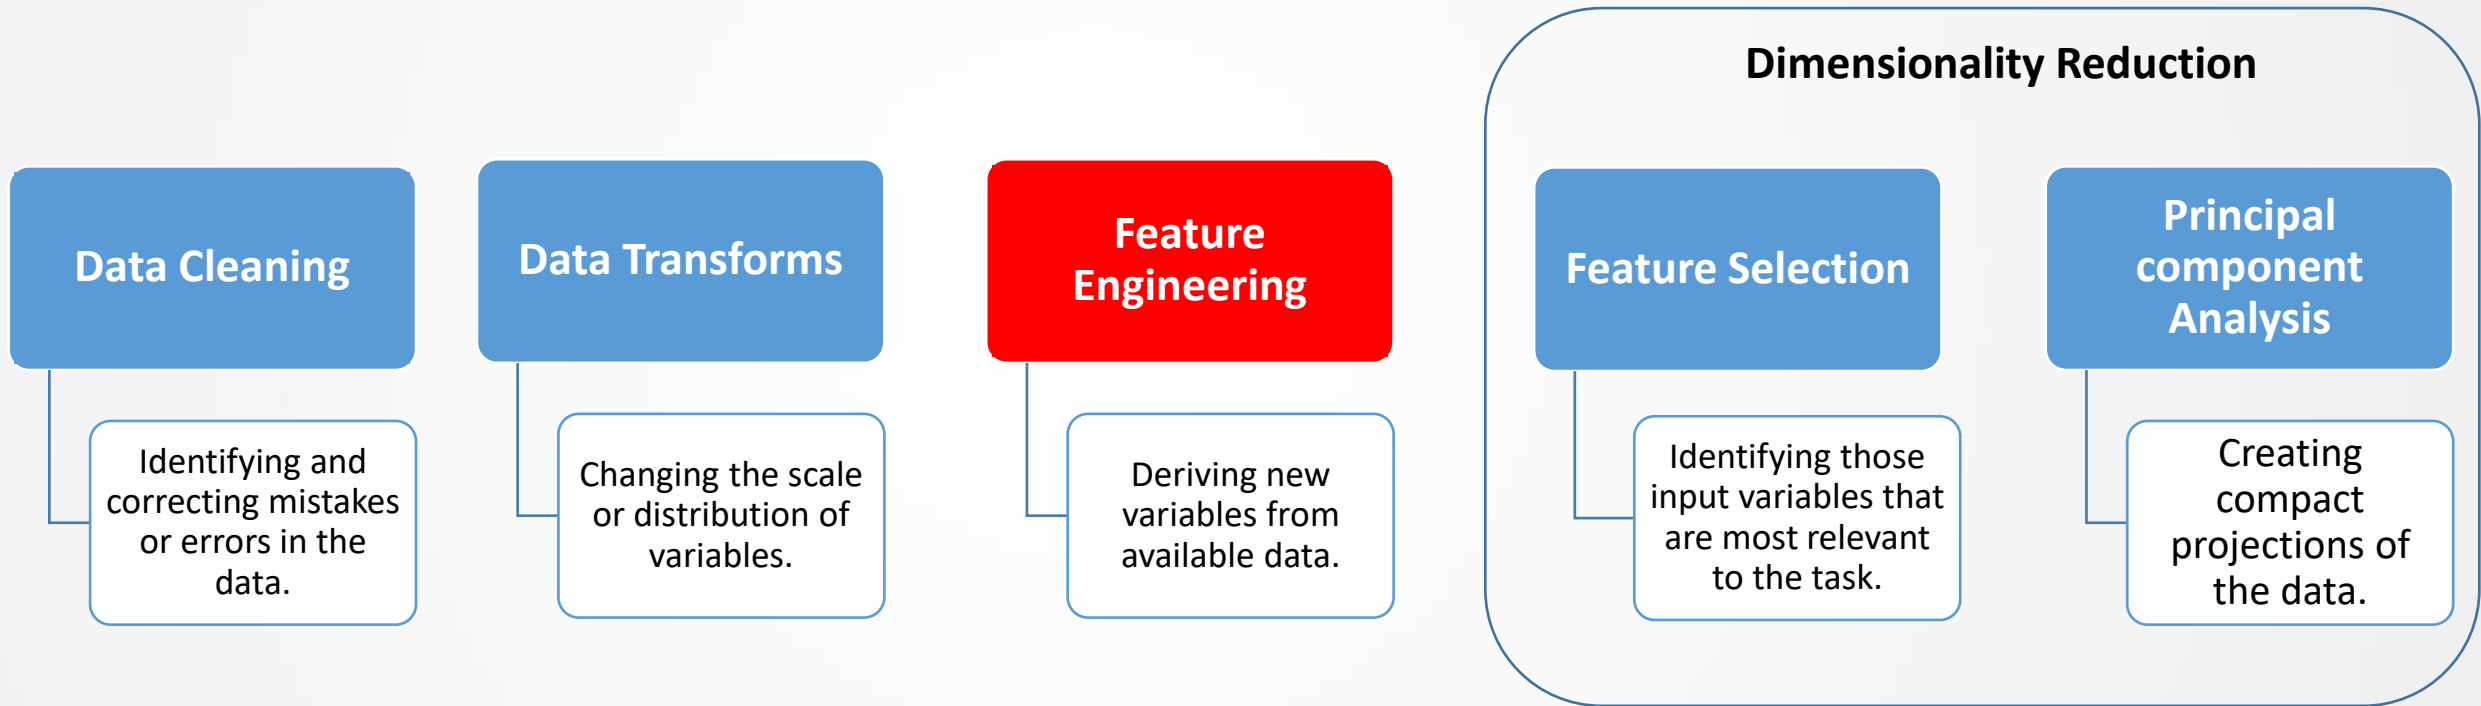 Dimensionality Reduction
Data Cleaning
Identifying and
correcting mistakes
or errors in the
data.
Data Transforms
Changing the scale
or distribution of
variables.
Feature
Engineering
Deriving new
variables from
available data.
Feature Selection
Identifying those
input variables that
are most relevant
to the task.
Principal
component
Analysis
Creating
compact
projections of
the data.